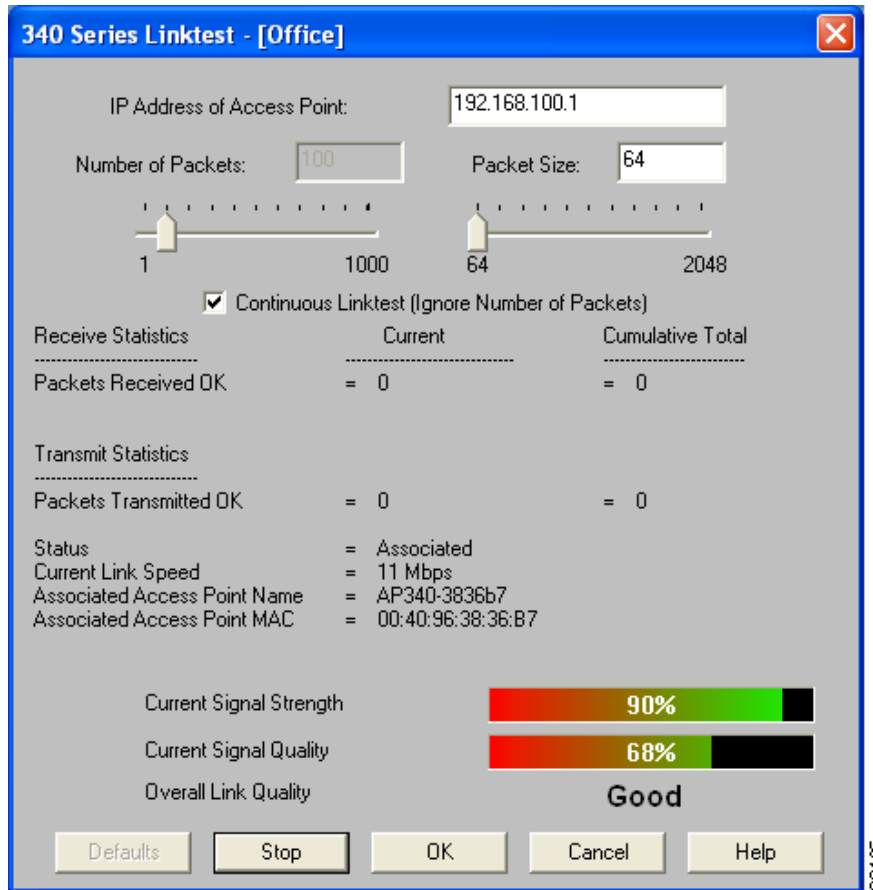 340 Series Linktest - [Office]
IP Address of Access Point: 192.168.100.1
Number of Packets: 100 Packet Size: 64
1 1000 64 2048
Continuous Linktest (Ignore Number of Packets)
Receive Statistics Current Cumulative Total
----------------------------- ----------------------------- -------------------------
Packets Received OK = 0 = 0
Transmit Statistics
-----------------------------
Packets Transmitted OK = 0 = 0
Status = Associated
Current Link Speed = 11 Mbps
Associated Access Point Name = AP340-3836b7
Associated Access Point MAC = 00:40:96:38:36:B7
Current Signal Strength 90%
Current Signal Quality 68%
Overall Link Quality Good
Defaults Stop OK Cancel Help